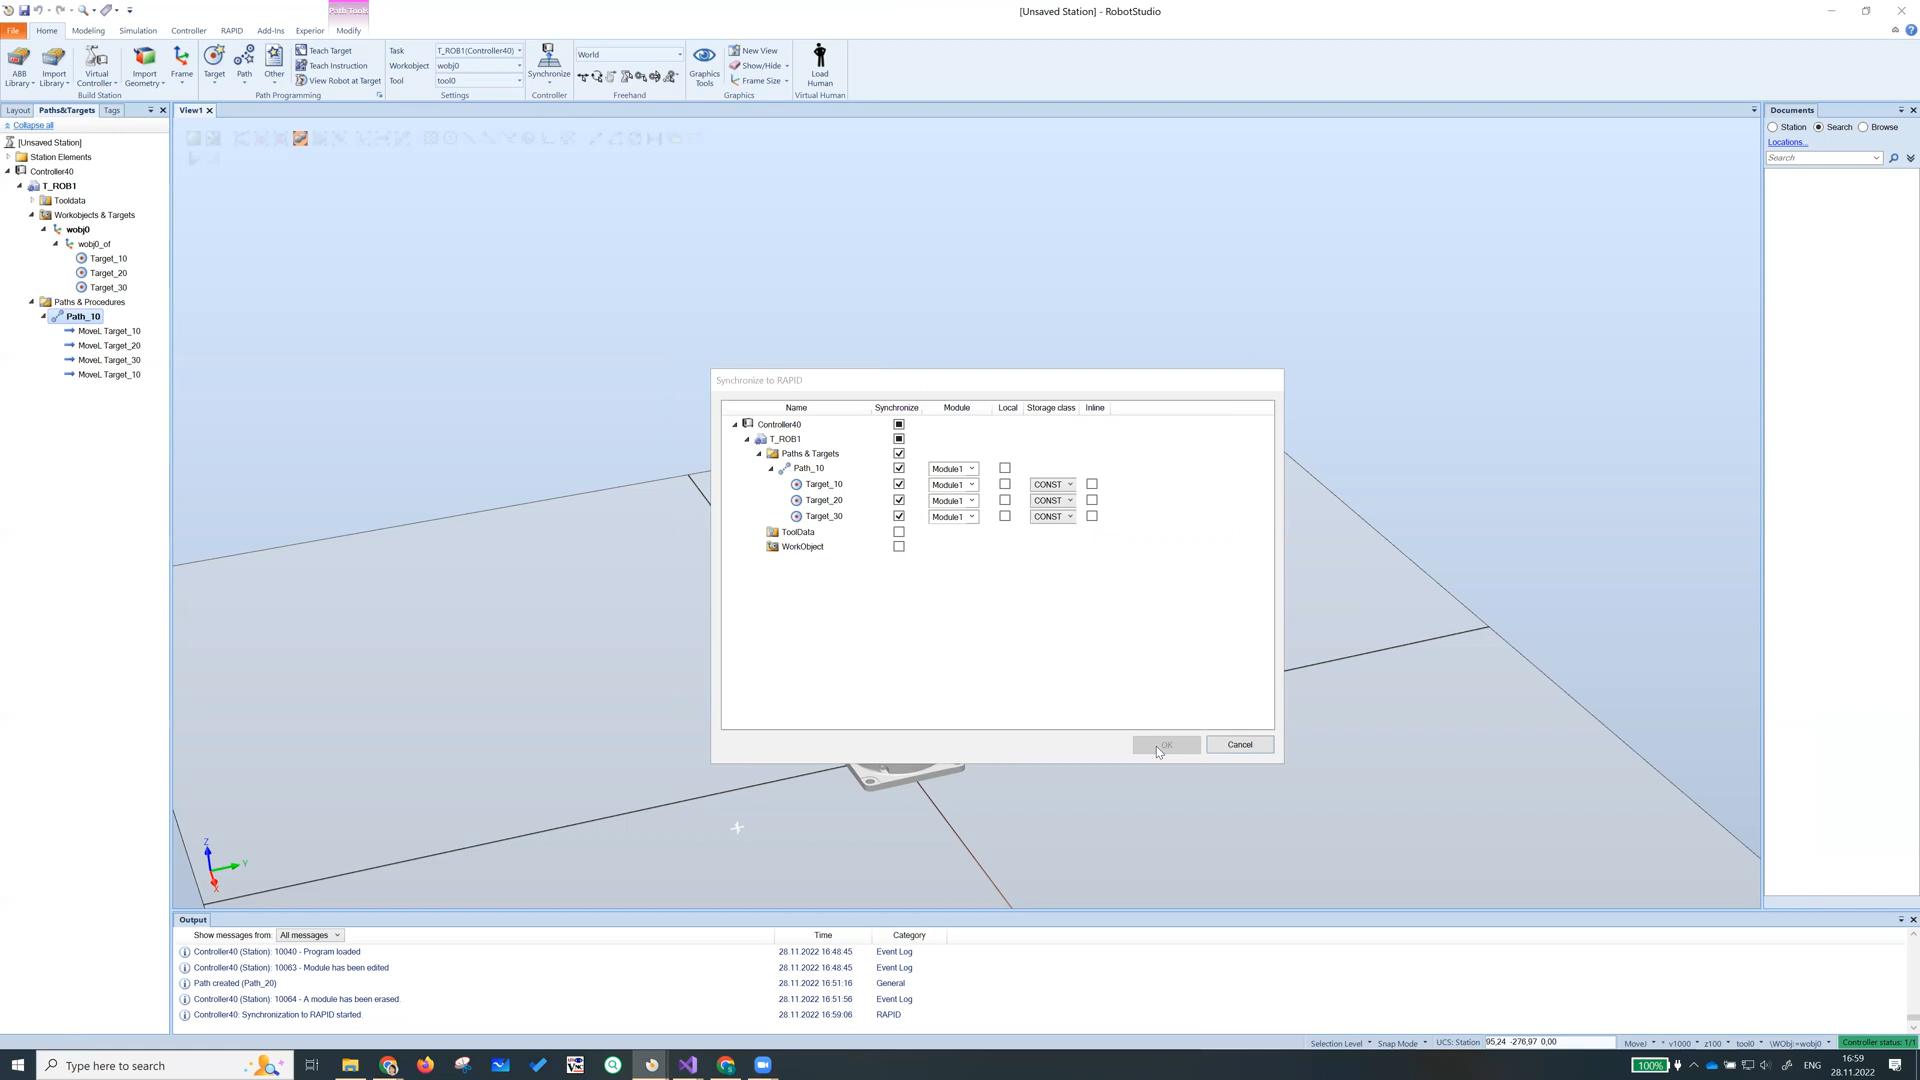 [Unsaved Station] - RobotStudio
Path Tools
File Home Modeling Simulation Controller RAPID Add-Ins Experior Modify
ABB Library
Import Library
Virtual Controller
Import Geometry
Frame
Target
Path
Other
Teach Target
Teach Instruction
View Robot at Target
Task T_ROB1(Controller40)
Workobject wobj0
Tool tool0
Synchronize
World
Graphics Tools
New View
Show/Hide
Frame Size
Load Human
Build Station Path Programming Settings Controller Freehand Graphics Virtual Human
Layout Paths&Targets Tags
View1
Documents
Collapse all
[Unsaved Station]
Station Elements
Controller40
T_ROB1
Tooldata
Workobjects & Targets
wobj0
wobj0_of
Target_10
Target_20
Target_30
Paths & Procedures
Path_10
MoveL Target_10
MoveL Target_20
MoveL Target_30
MoveL Target_10
Station Search Browse
Locations...
Search
Synchronize to RAPID
Name Synchronize Module Local Storage class Inline
Controller40
T_ROB1
Paths & Targets
Path_10 Module1
Target_10 Module1 CONST
Target_20 Module1 CONST
Target_30 Module1 CONST
ToolData
WorkObject
OK Cancel
Z
Y
X
Output
Show messages from: All messages Time Category
Controller40 (Station): 10040 - Program loaded 28.11.2022 16:48:45 Event Log
Controller40 (Station): 10063 - Module has been edited 28.11.2022 16:48:45 Event Log
Path created (Path_20) 28.11.2022 16:51:16 General
Controller40 (Station): 10064 - A module has been erased. 28.11.2022 16:51:56 Event Log
Controller40: Synchronization to RAPID started. 28.11.2022 16:59:06 RAPID
Selection Level Snap Mode UCS: Station 95,24 -276,97 0,00 MoveJ * v1000 z100 tool0 \WObj:=wobj0 Controller status: 1/1
Type here to search
100% ENG 16:59
28.11.2022